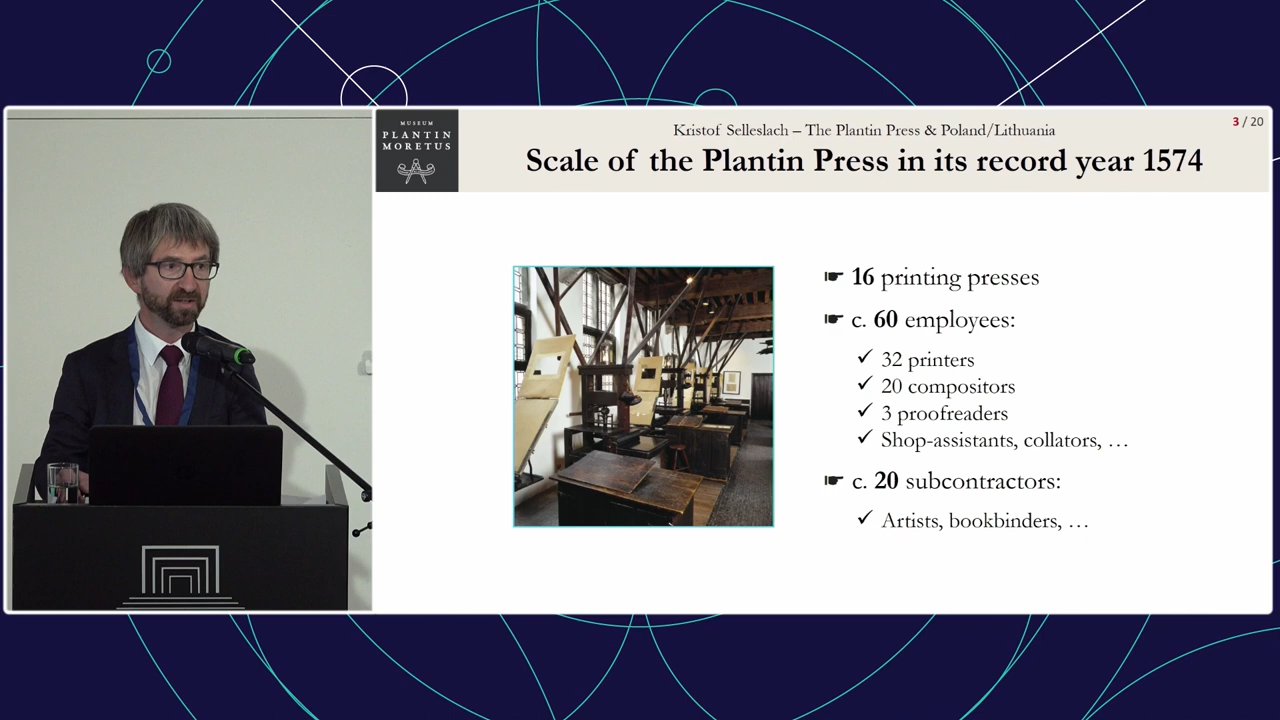 MUSEUM
PLANTIN
MORETUS
Kristof Selleslach – The Plantin Press & Poland/Lithuania
3 / 20
Scale of the Plantin Press in its record year 1574
☛ 16 printing presses
☛ c. 60 employees:
✓ 32 printers
✓ 20 compositors
✓ 3 proofreaders
✓ Shop-assistants, collators, …
☛ c. 20 subcontractors:
✓ Artists, bookbinders, …